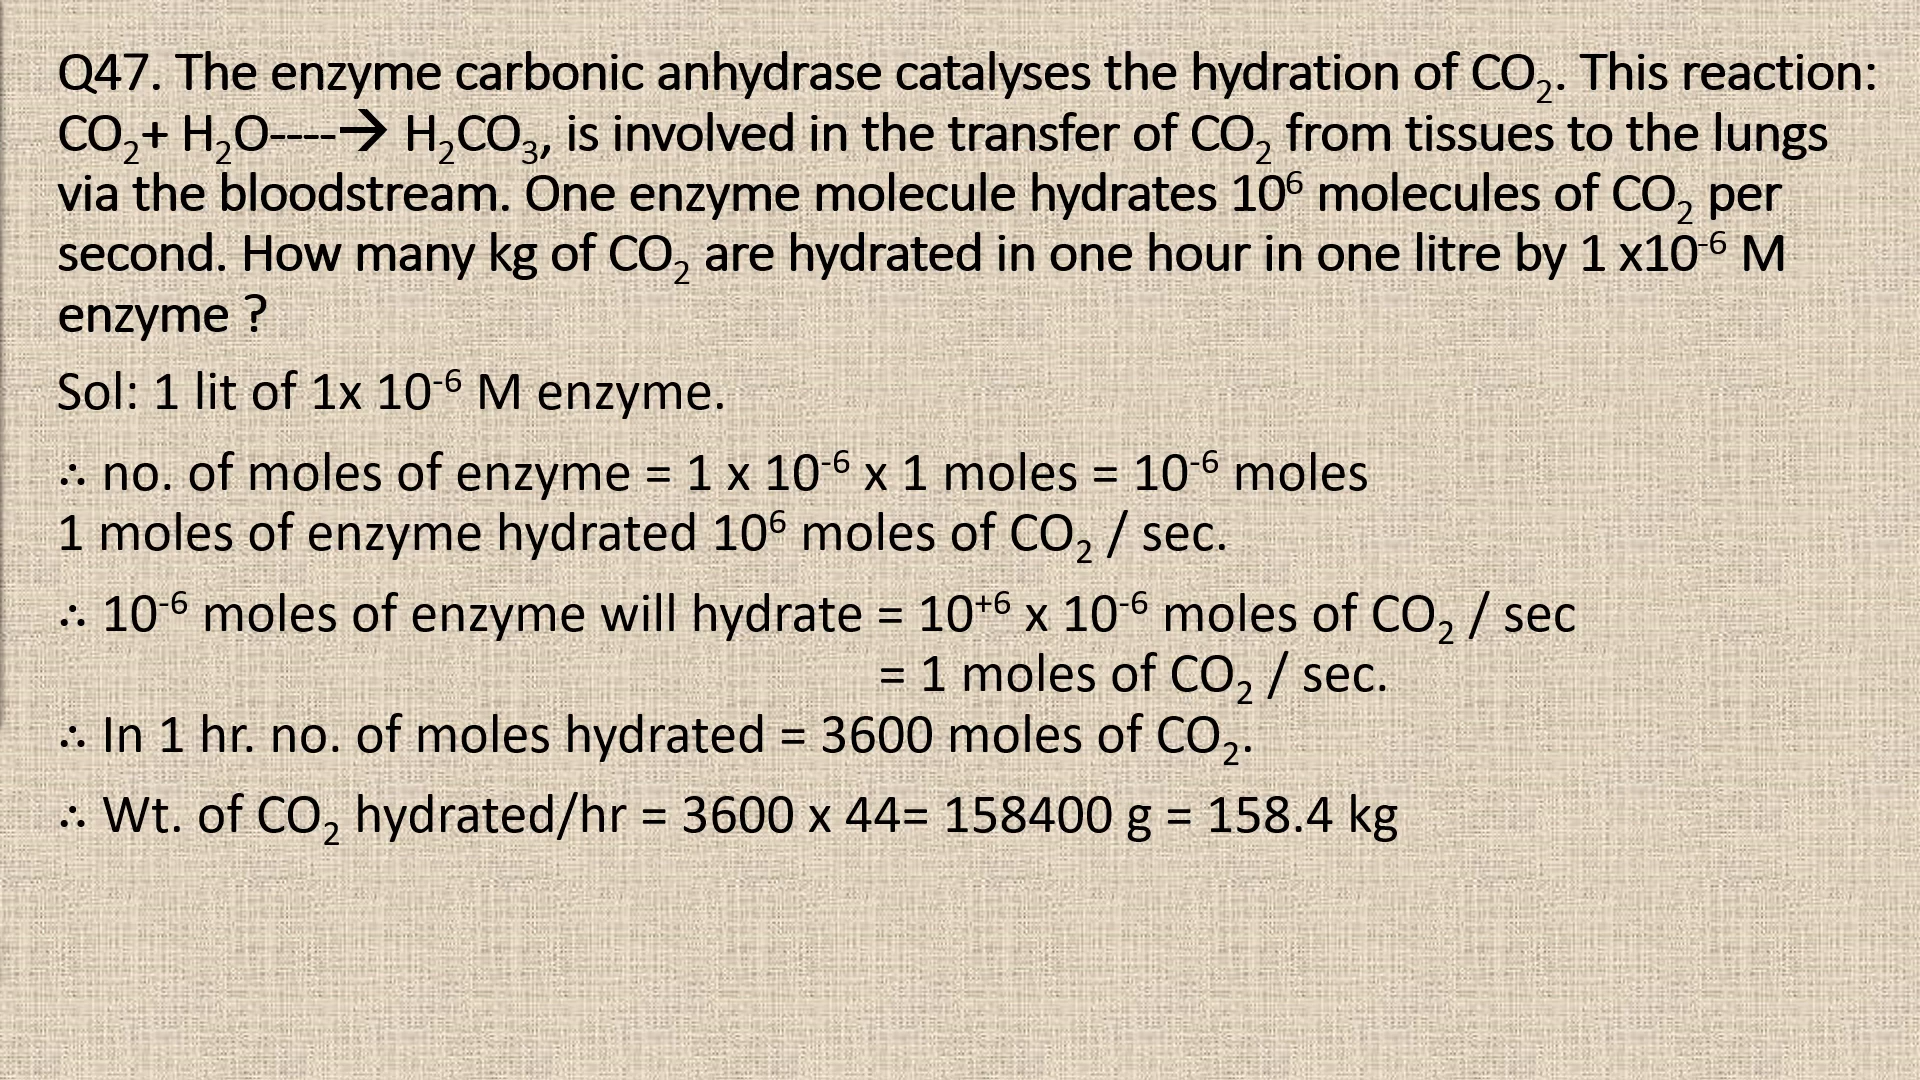 Q47. The enzyme carbonic anhydrase catalyses the hydration of CO₂. This reaction:
CO₂+ H₂O----→ H₂CO₃, is involved in the transfer of CO₂ from tissues to the lungs
via the bloodstream. One enzyme molecule hydrates 10⁶ molecules of CO₂ per
second. How many kg of CO₂ are hydrated in one hour in one litre by 1 x10⁻⁶ M
enzyme ?
Sol: 1 lit of 1x 10⁻⁶ M enzyme.
∴ no. of moles of enzyme = 1 x 10⁻⁶ x 1 moles = 10⁻⁶ moles
1 moles of enzyme hydrated 10⁶ moles of CO₂ / sec.
∴ 10⁻⁶ moles of enzyme will hydrate = 10⁺⁶ x 10⁻⁶ moles of CO₂ / sec
= 1 moles of CO₂ / sec.
∴ In 1 hr. no. of moles hydrated = 3600 moles of CO₂.
∴ Wt. of CO₂ hydrated/hr = 3600 x 44= 158400 g = 158.4 kg